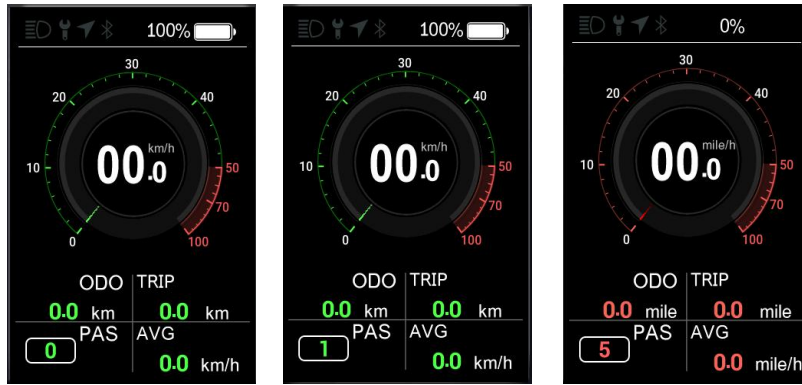 100%
30
20 40
10 50
00.0 km/h
70
0 100
ODO TRIP
0.0 km 0.0 km
PAS AVG
0 0.0 km/h
100%
30
20 40
10 50
00.0 km/h
70
0 100
ODO TRIP
0.0 km 0.0 km
PAS AVG
1 0.0 km/h
0%
30
20 40
10 50
00.0 mile/h
70
0 100
ODO TRIP
0.0 mile 0.0 mile
PAS AVG
5 0.0 mile/h